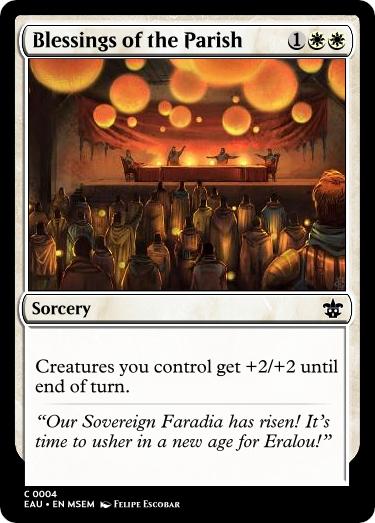 Blessings of the Parish 1
Sorcery
Creatures you control get +2/+2 until
end of turn.
“Our Sovereign Faradia has risen! It’s
time to usher in a new age for Eralou!”
C 0004
EAU • EN MSEM Felipe Escobar